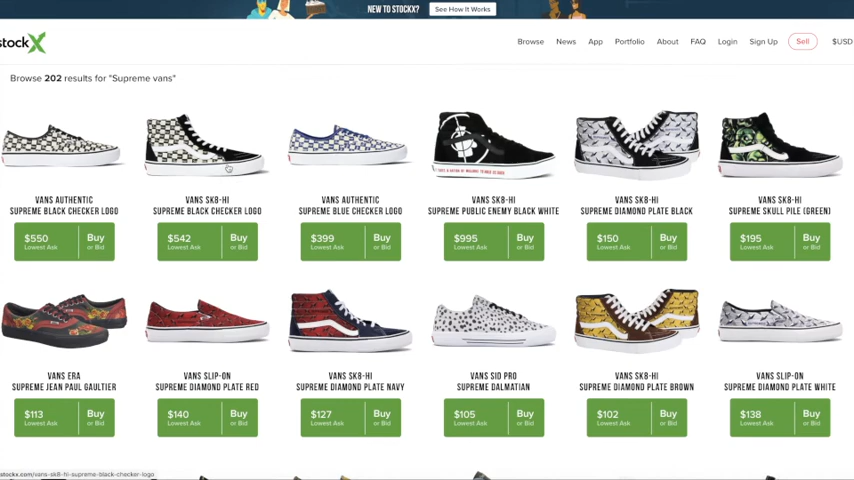 NEW TO STOCKX? See How It Works
stockX Browse News App Portfolio About FAQ Login Sign Up Sell $USD
Browse 202 results for "Supreme vans"
VANS AUTHENTIC
SUPREME BLACK CHECKER LOGO
$550 Buy
Lowest Ask or Bid
VANS SK8-HI
SUPREME BLACK CHECKER LOGO
$542 Buy
Lowest Ask or Bid
VANS AUTHENTIC
SUPREME BLUE CHECKER LOGO
$399 Buy
Lowest Ask or Bid
VANS SK8-HI
SUPREME PUBLIC ENEMY BLACK WHITE
$995 Buy
Lowest Ask or Bid
VANS SK8-HI
SUPREME DIAMOND PLATE BLACK
$150 Buy
Lowest Ask or Bid
VANS SK8-HI
SUPREME SKULL PILE (GREEN)
$195 Buy
Lowest Ask or Bid
VANS ERA
SUPREME JEAN PAUL GAULTIER
$113 Buy
Lowest Ask or Bid
VANS SLIP-ON
SUPREME DIAMOND PLATE RED
$140 Buy
Lowest Ask or Bid
VANS SK8-HI
SUPREME DIAMOND PLATE NAVY
$127 Buy
Lowest Ask or Bid
VANS SID PRO
SUPREME DALMATIAN
$105 Buy
Lowest Ask or Bid
VANS SK8-HI
SUPREME DIAMOND PLATE BROWN
$102 Buy
Lowest Ask or Bid
VANS SLIP-ON
SUPREME DIAMOND PLATE WHITE
$138 Buy
Lowest Ask or Bid
stockx.com/vans-sk8-hi-supreme-black-checker-logo